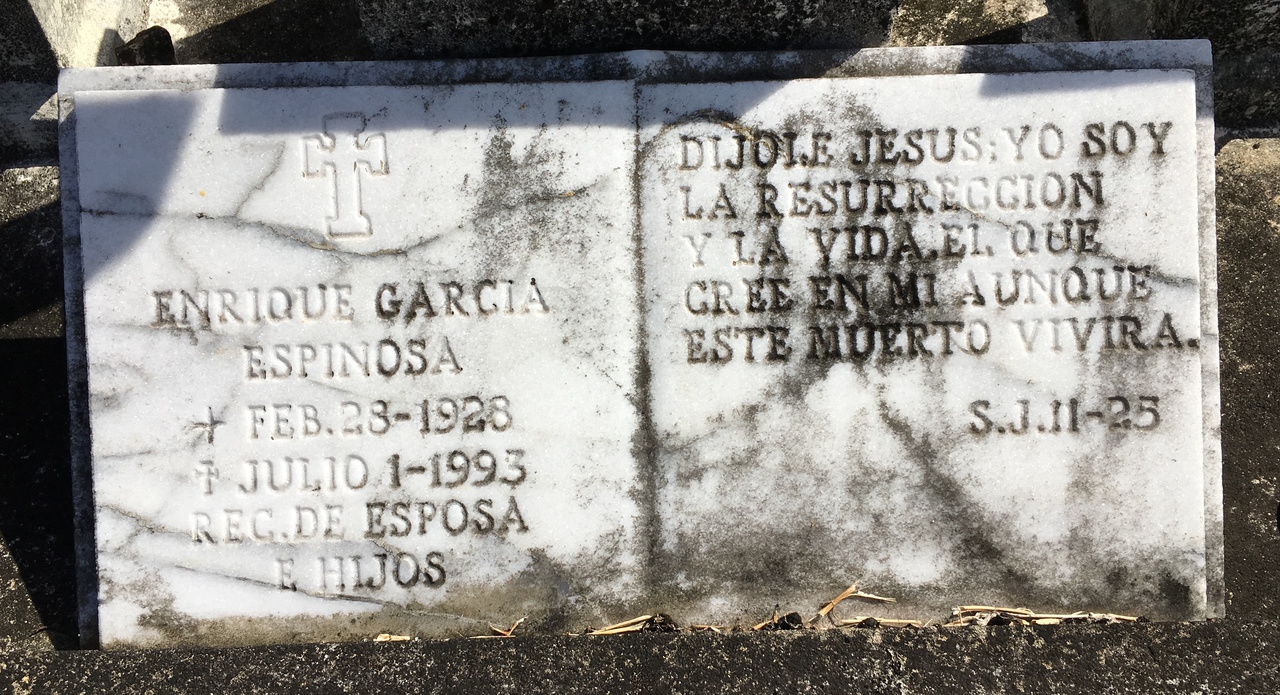 ENRIQUE GARCIA
ESPINOSA
FEB. 28-1928
JULIO 1-1993
REC. DE ESPOSA
E HIJOS
DIJOLE JESUS; YO SOY
LA RESURRECCION
Y LA VIDA. EL QUE
CREE EN MI AUNQUE
ESTE MUERTO VIVIRA.
S.J. 11-25